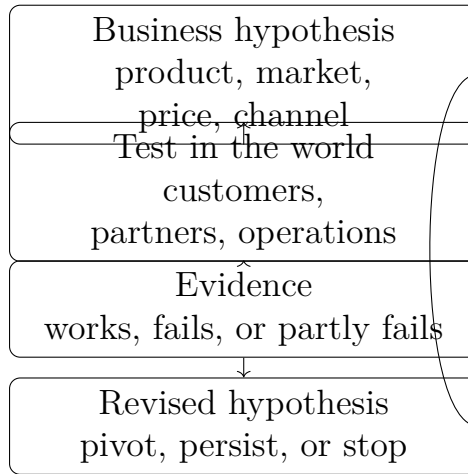 Business hypothesis
product, market,
price, channel
Test in the world
customers,
partners, operations
Evidence
works, fails, or partly fails
Revised hypothesis
pivot, persist, or stop